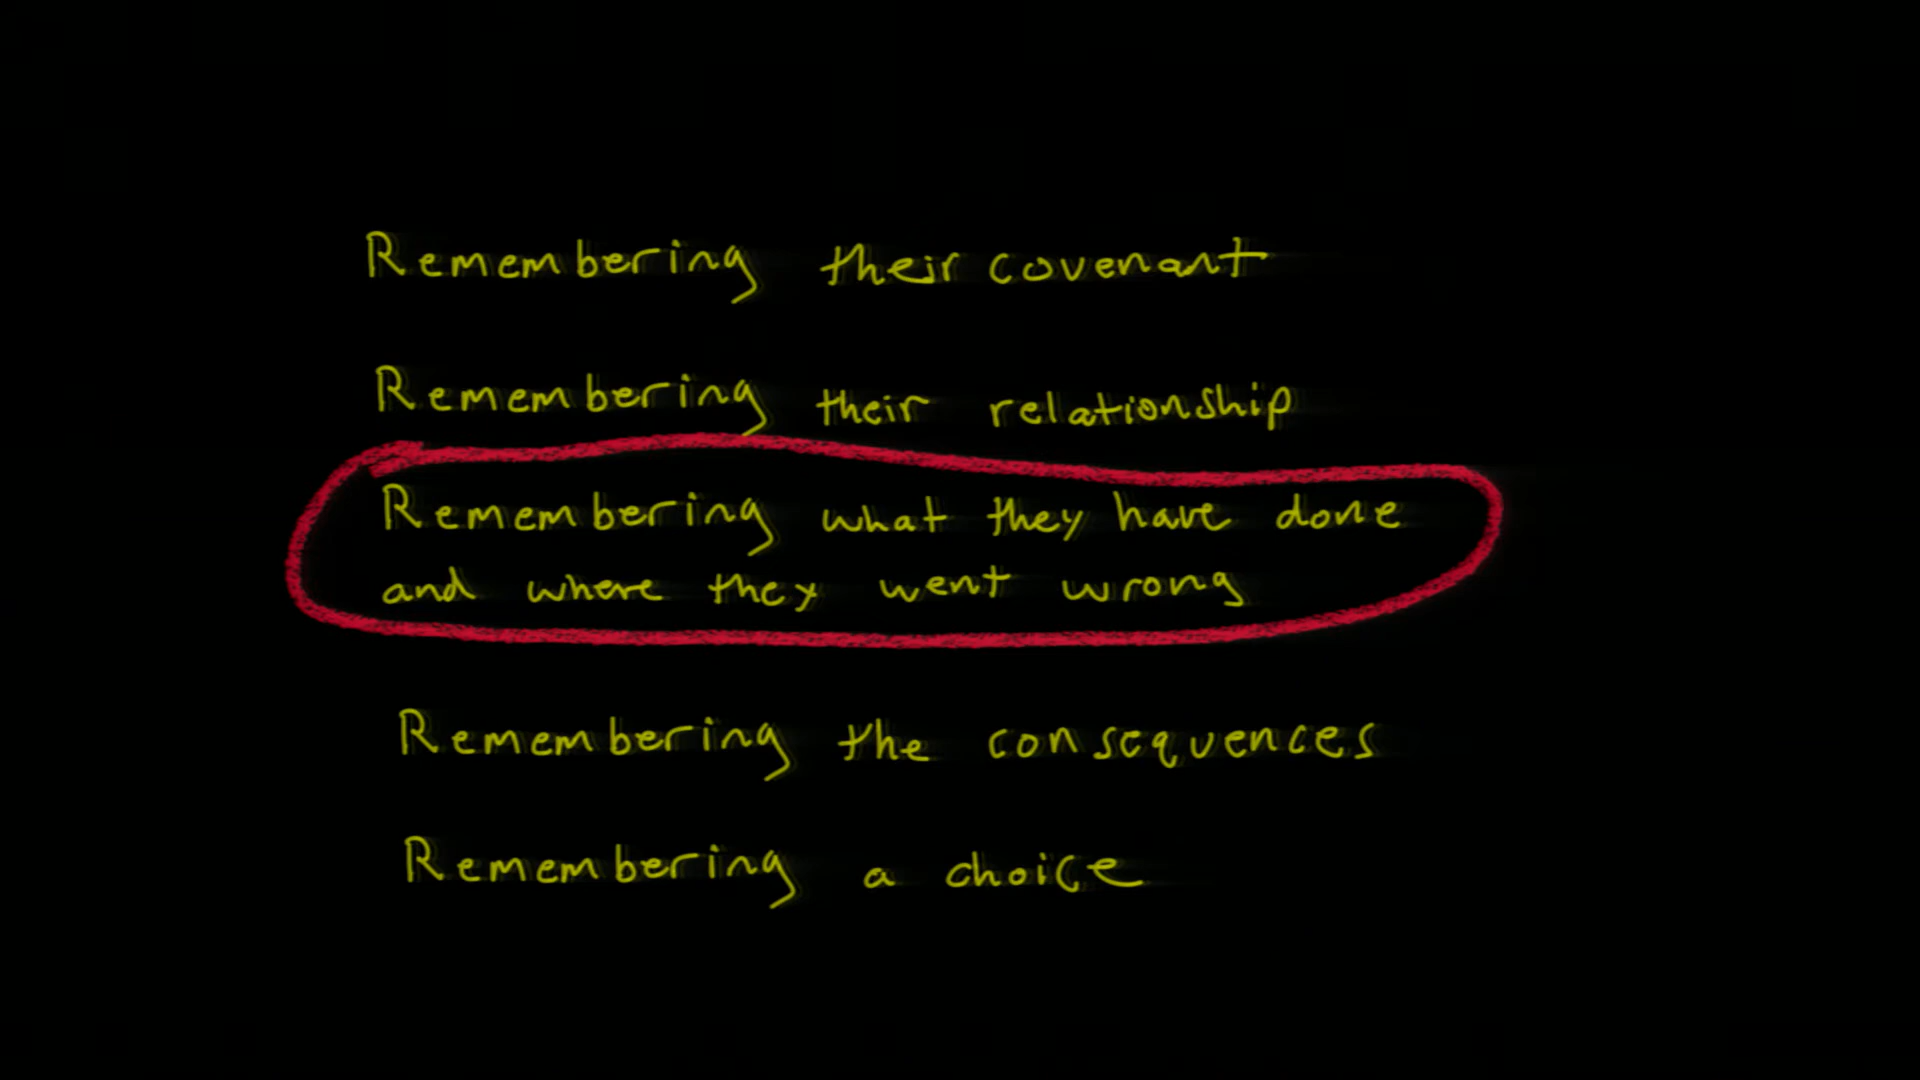 Remembering their covenant
Remembering their relationship
Remembering what they have done
and where they went wrong
Remembering the consequences
Remembering a choice